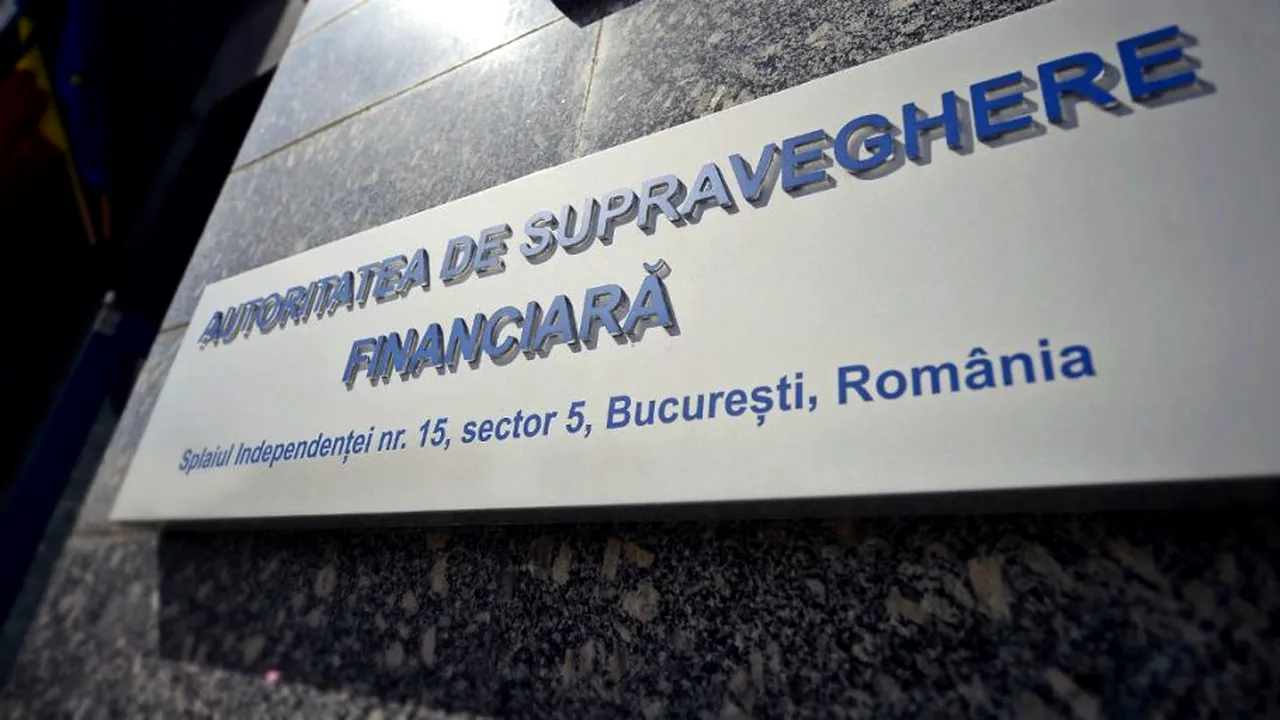 AUTORITATEA DE SUPRAVEGHERE
FINANCIARĂ
Splaiul Independenței nr. 15, sector 5, București, România